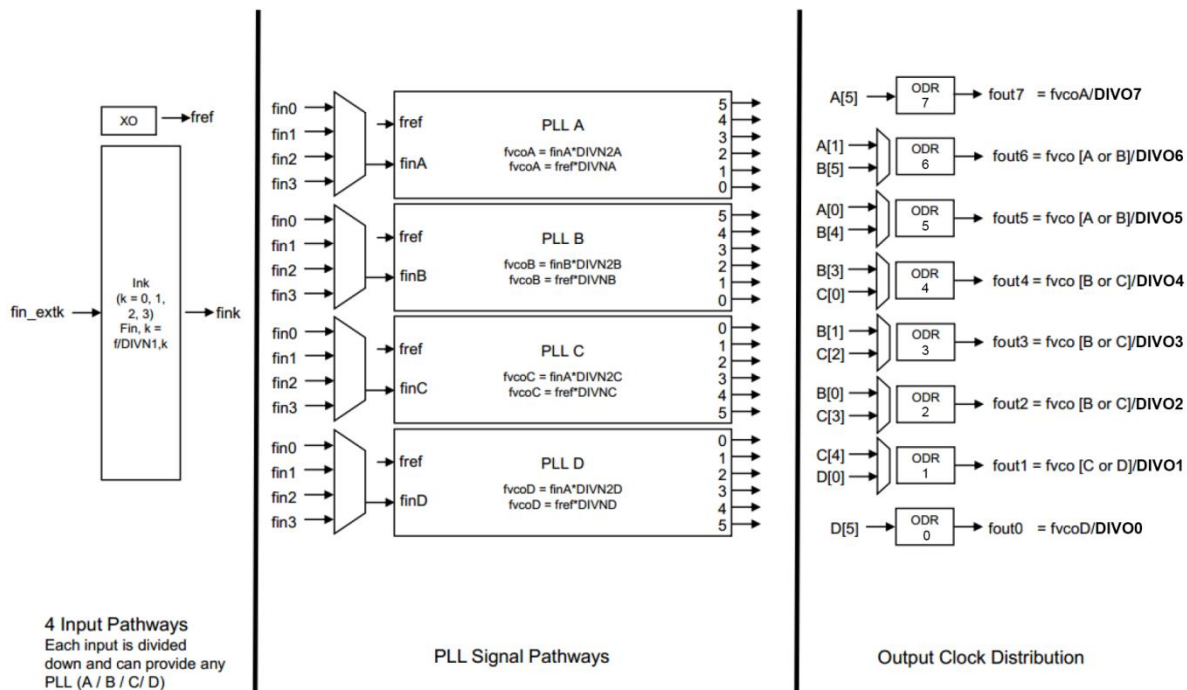 XO
fref
fin_extk
Ink
(k = 0, 1,
2, 3)
Fin, k =
f/DIVN1,k
fink
4 Input Pathways
Each input is divided
down and can provide any
PLL (A / B / C/ D)
fin0
fin1
fin2
fin3
fref
finA
PLL A
fvcoA = finA*DIVN2A
fvcoA = fref*DIVNA
5
4
3
2
1
0
fin0
fin1
fin2
fin3
fref
finB
PLL B
fvcoB = finB*DIVN2B
fvcoB = fref*DIVNB
5
4
3
2
1
0
fin0
fin1
fin2
fin3
fref
finC
PLL C
fvcoC = finA*DIVN2C
fvcoC = fref*DIVNC
0
1
2
3
4
5
fin0
fin1
fin2
fin3
fref
finD
PLL D
fvcoD = finA*DIVN2D
fvcoD = fref*DIVND
0
1
2
3
4
5
PLL Signal Pathways
A[5]
ODR
7
fout7 = fvcoA/DIVO7
A[1]
B[5]
ODR
6
fout6 = fvco [A or B]/DIVO6
A[0]
B[4]
ODR
5
fout5 = fvco [A or B]/DIVO5
B[3]
C[0]
ODR
4
fout4 = fvco [B or C]/DIVO4
B[1]
C[2]
ODR
3
fout3 = fvco [B or C]/DIVO3
B[0]
C[3]
ODR
2
fout2 = fvco [B or C]/DIVO2
C[4]
D[0]
ODR
1
fout1 = fvco [C or D]/DIVO1
D[5]
ODR
0
fout0 = fvcoD/DIVO0
Output Clock Distribution